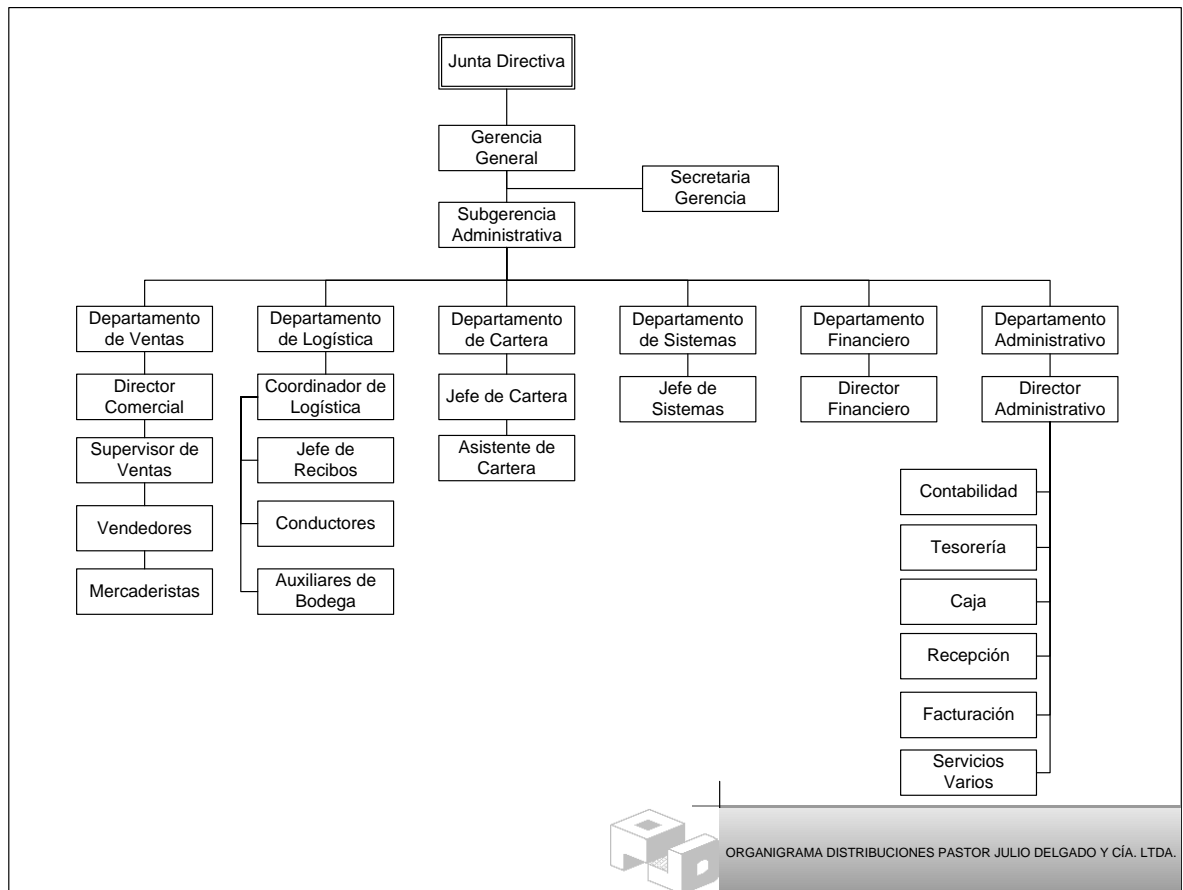 Junta Directiva
Gerencia
General
Secretaria
Gerencia
Subgerencia
Administrativa
Departamento
de Ventas
Departamento
de Logística
Departamento
de Cartera
Departamento
de Sistemas
Departamento
Financiero
Departamento
Administrativo
Director
Comercial
Coordinador de
Logística
Jefe de Cartera
Jefe de
Sistemas
Director
Financiero
Director
Administrativo
Supervisor de
Ventas
Jefe de
Recibos
Asistente de
Cartera
Contabilidad
Vendedores
Conductores
Tesorería
Mercaderistas
Auxiliares de
Bodega
Caja
Recepción
Facturación
Servicios
Varios
ORGANIGRAMA DISTRIBUCIONES PASTOR JULIO DELGADO Y CÍA. LTDA.